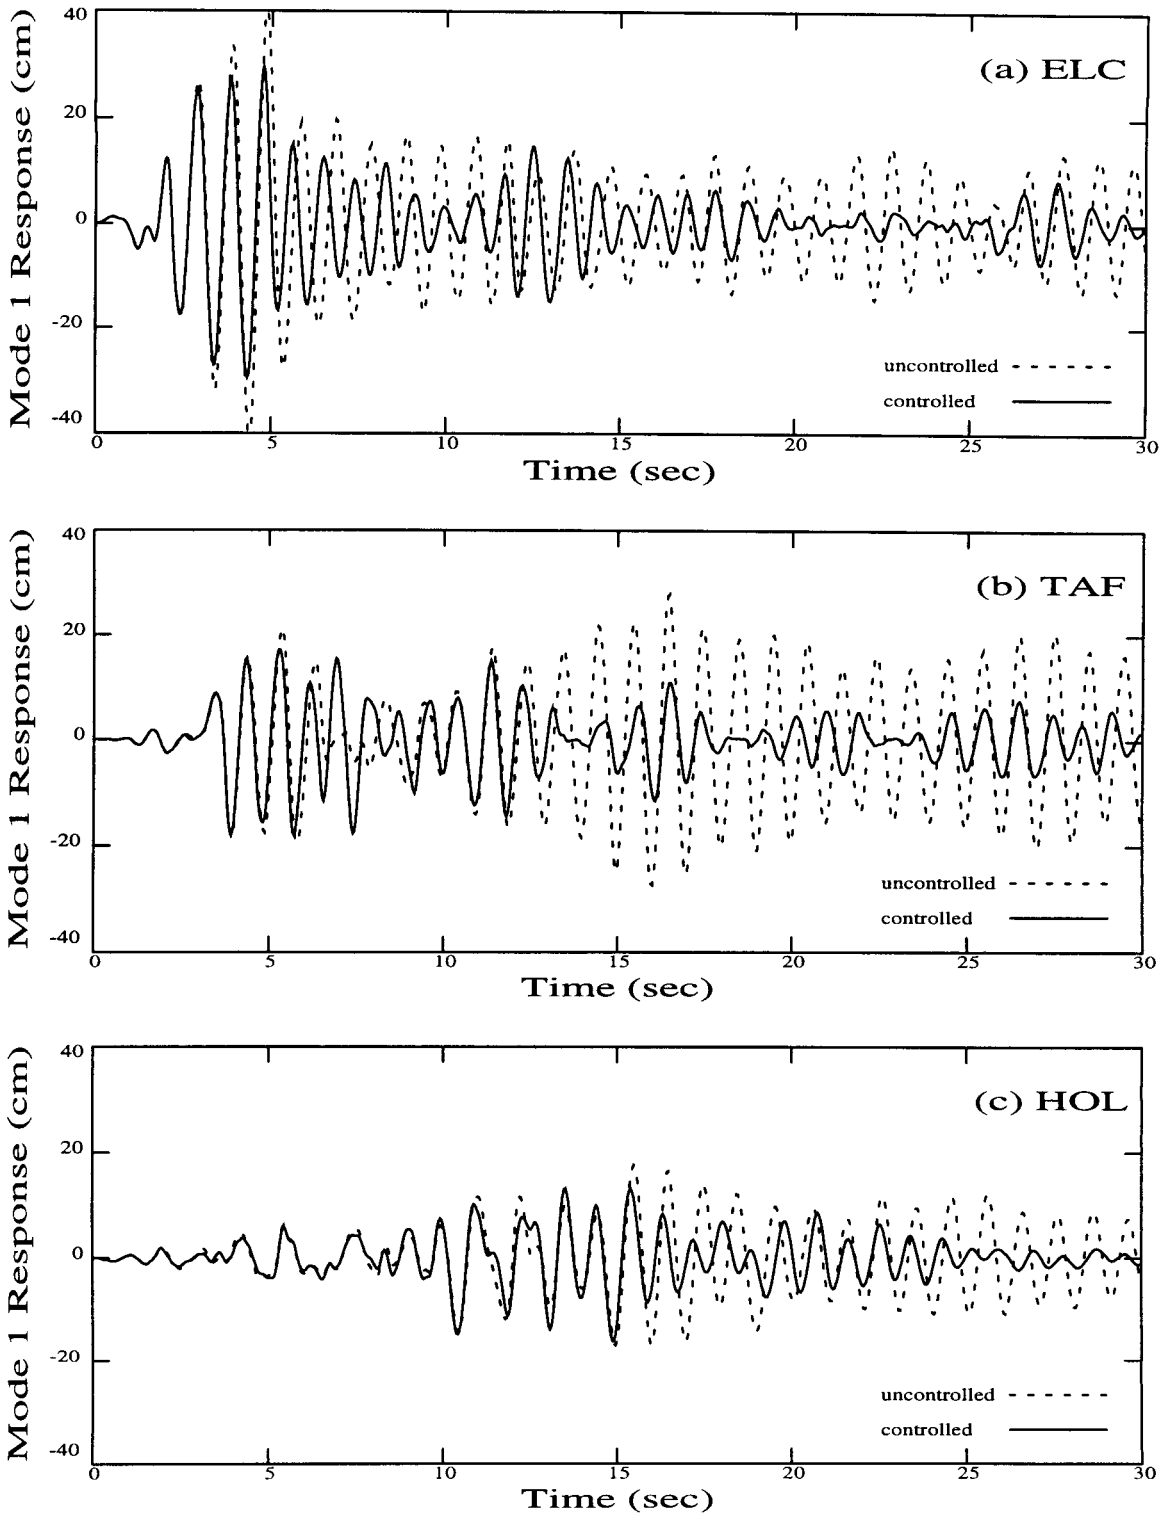 40
20
0
-20
-40
Mode 1 Response (cm)
(a) ELC
uncontrolled
controlled
0 5 10 15 20 25 30
Time (sec)
40
20
0
-20
-40
Mode 1 Response (cm)
(b) TAF
uncontrolled
controlled
0 5 10 15 20 25 30
Time (sec)
40
20
0
-20
-40
Mode 1 Response (cm)
(c) HOL
uncontrolled
controlled
0 5 10 15 20 25 30
Time (sec)